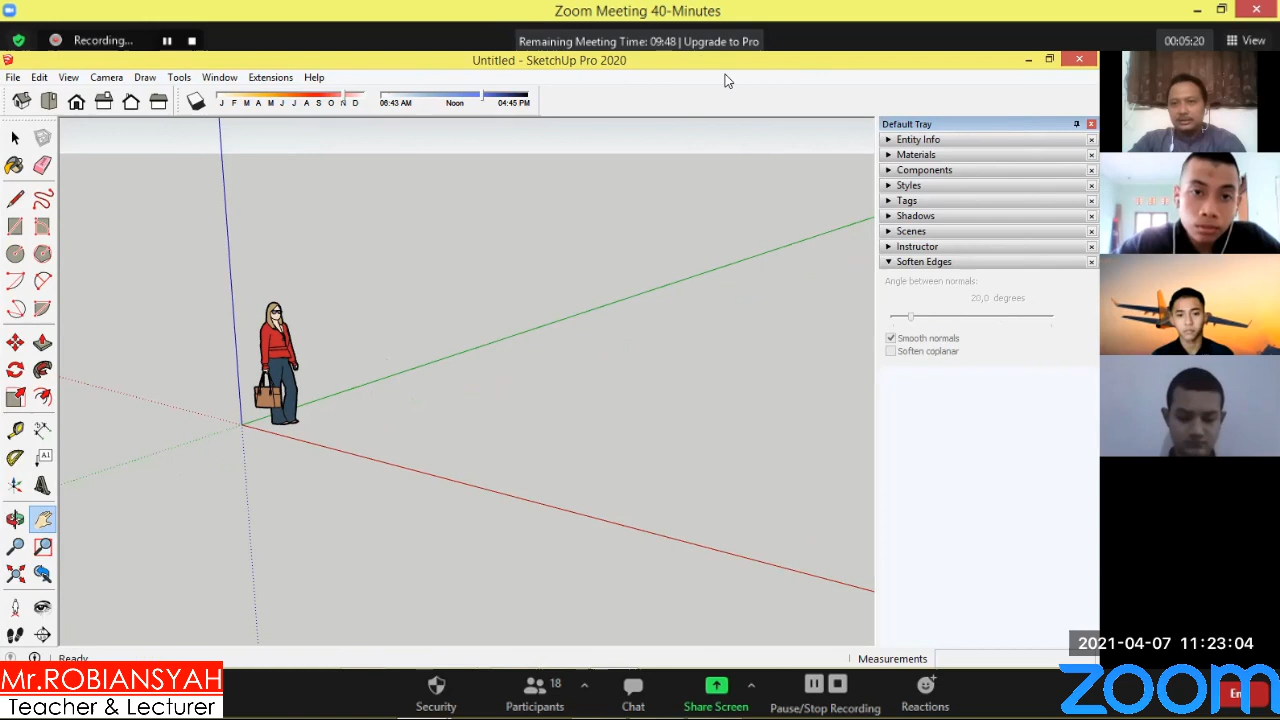 Zoom Meeting 40-Minutes
Recording...
Remaining Meeting Time: 09:48 | Upgrade to Pro
00:05:20
View
Untitled - SketchUp Pro 2020
File Edit View Camera Draw Tools Window Extensions Help
J F M A M J J A S O N D
06:43 AM Noon 04:45 PM
Default Tray
Entity Info
Materials
Components
Styles
Tags
Shadows
Scenes
Instructor
Soften Edges
Angle between normals:
20,0 degrees
Smooth normals
Soften coplanar
A1
2021-04-07 11:23:04
Ready
Measurements
Mr.ROBIANSYAH
Teacher & Lecturer
Security
Participants 18
Chat
Share Screen
Pause/Stop Recording
Reactions
zoom